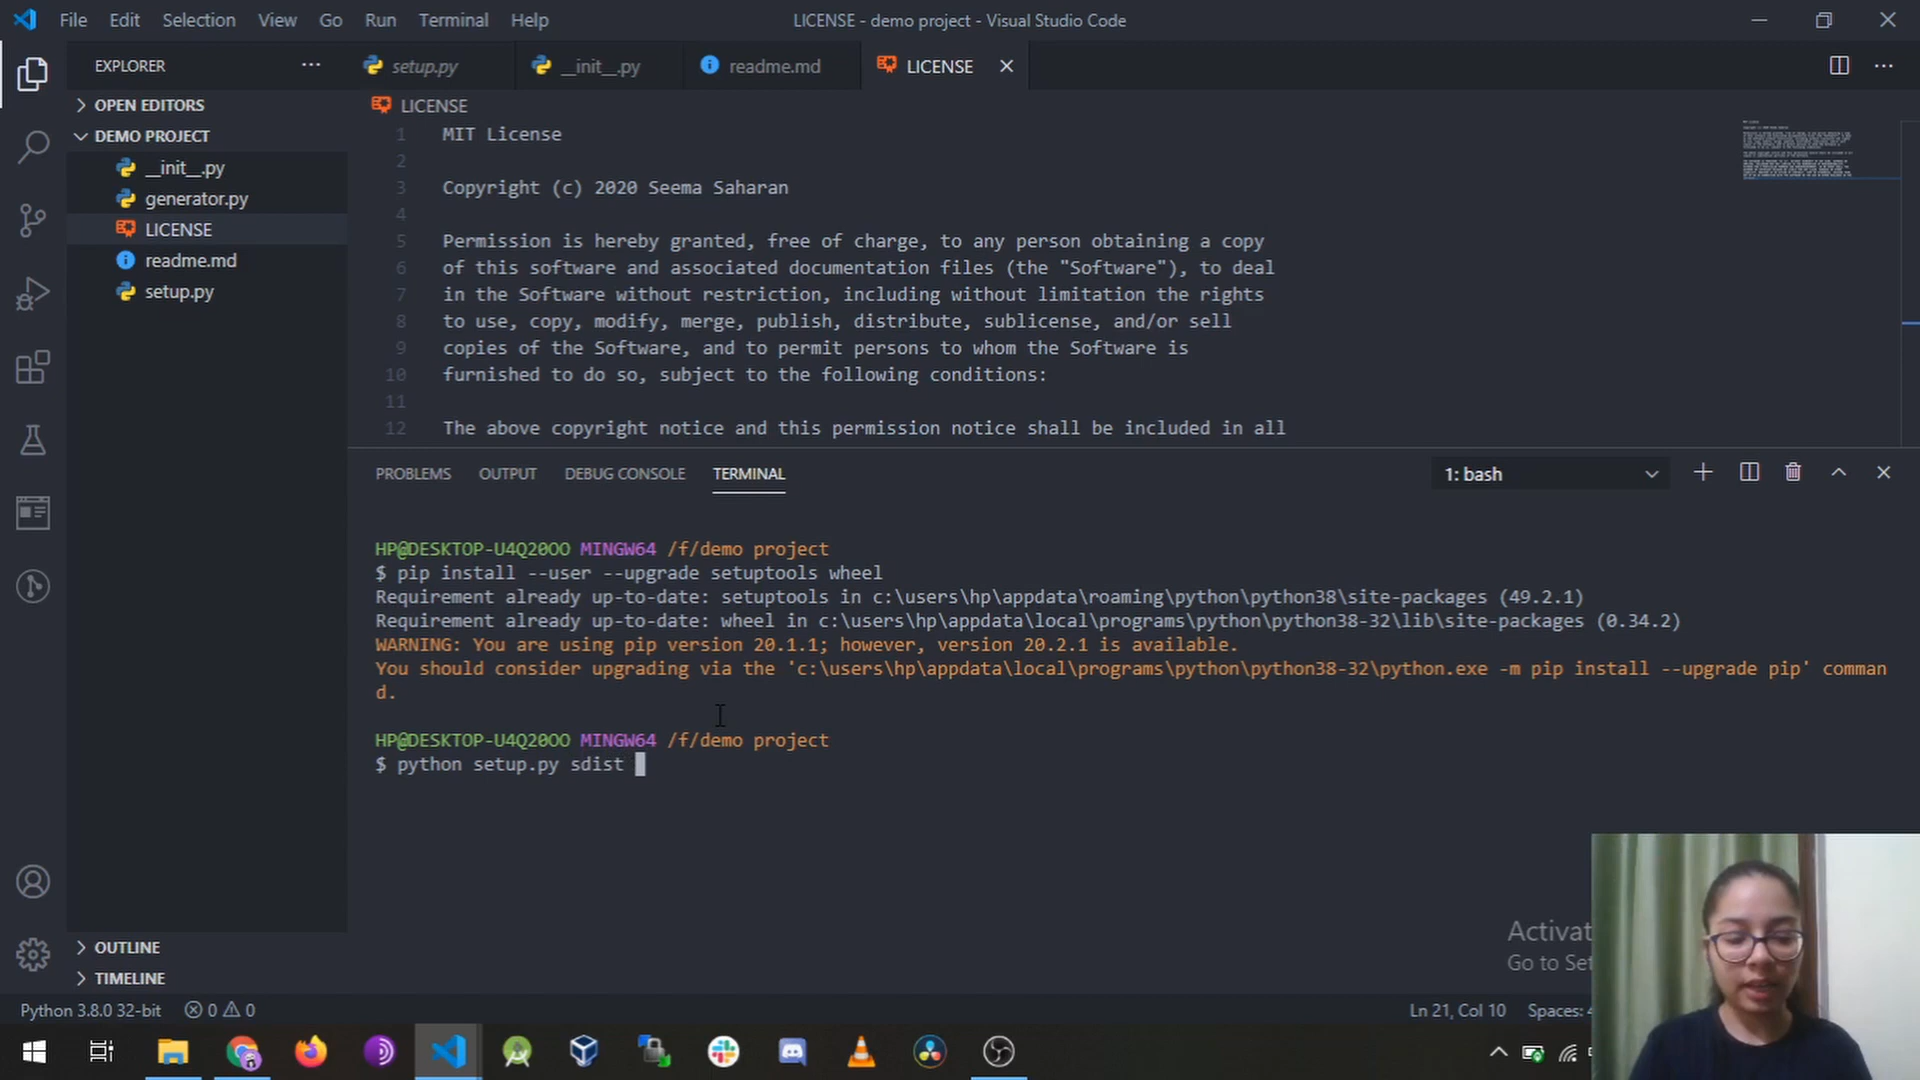 File Edit Selection View Go Run Terminal Help
LICENSE - demo project - Visual Studio Code
EXPLORER
setup.py
__init__.py
readme.md
LICENSE
OPEN EDITORS
DEMO PROJECT
__init__.py
generator.py
LICENSE
readme.md
setup.py
LICENSE
1 MIT License
2
3 Copyright (c) 2020 Seema Saharan
4
5 Permission is hereby granted, free of charge, to any person obtaining a copy
6 of this software and associated documentation files (the "Software"), to deal
7 in the Software without restriction, including without limitation the rights
8 to use, copy, modify, merge, publish, distribute, sublicense, and/or sell
9 copies of the Software, and to permit persons to whom the Software is
10 furnished to do so, subject to the following conditions:
11
12 The above copyright notice and this permission notice shall be included in all
PROBLEMS OUTPUT DEBUG CONSOLE TERMINAL
1: bash
HP@DESKTOP-U4Q20OO MINGW64 /f/demo project
$ pip install --user --upgrade setuptools wheel
Requirement already up-to-date: setuptools in c:\users\hp\appdata\roaming\python\python38\site-packages (49.2.1)
Requirement already up-to-date: wheel in c:\users\hp\appdata\local\programs\python\python38-32\lib\site-packages (0.34.2)
WARNING: You are using pip version 20.1.1; however, version 20.2.1 is available.
You should consider upgrading via the 'c:\users\hp\appdata\local\programs\python\python38-32\python.exe -m pip install --upgrade pip' comman
d.
HP@DESKTOP-U4Q20OO MINGW64 /f/demo project
$ python setup.py sdist
Activat
Go to Set
OUTLINE
TIMELINE
Python 3.8.0 32-bit
0 0
Ln 21, Col 10
Spaces: